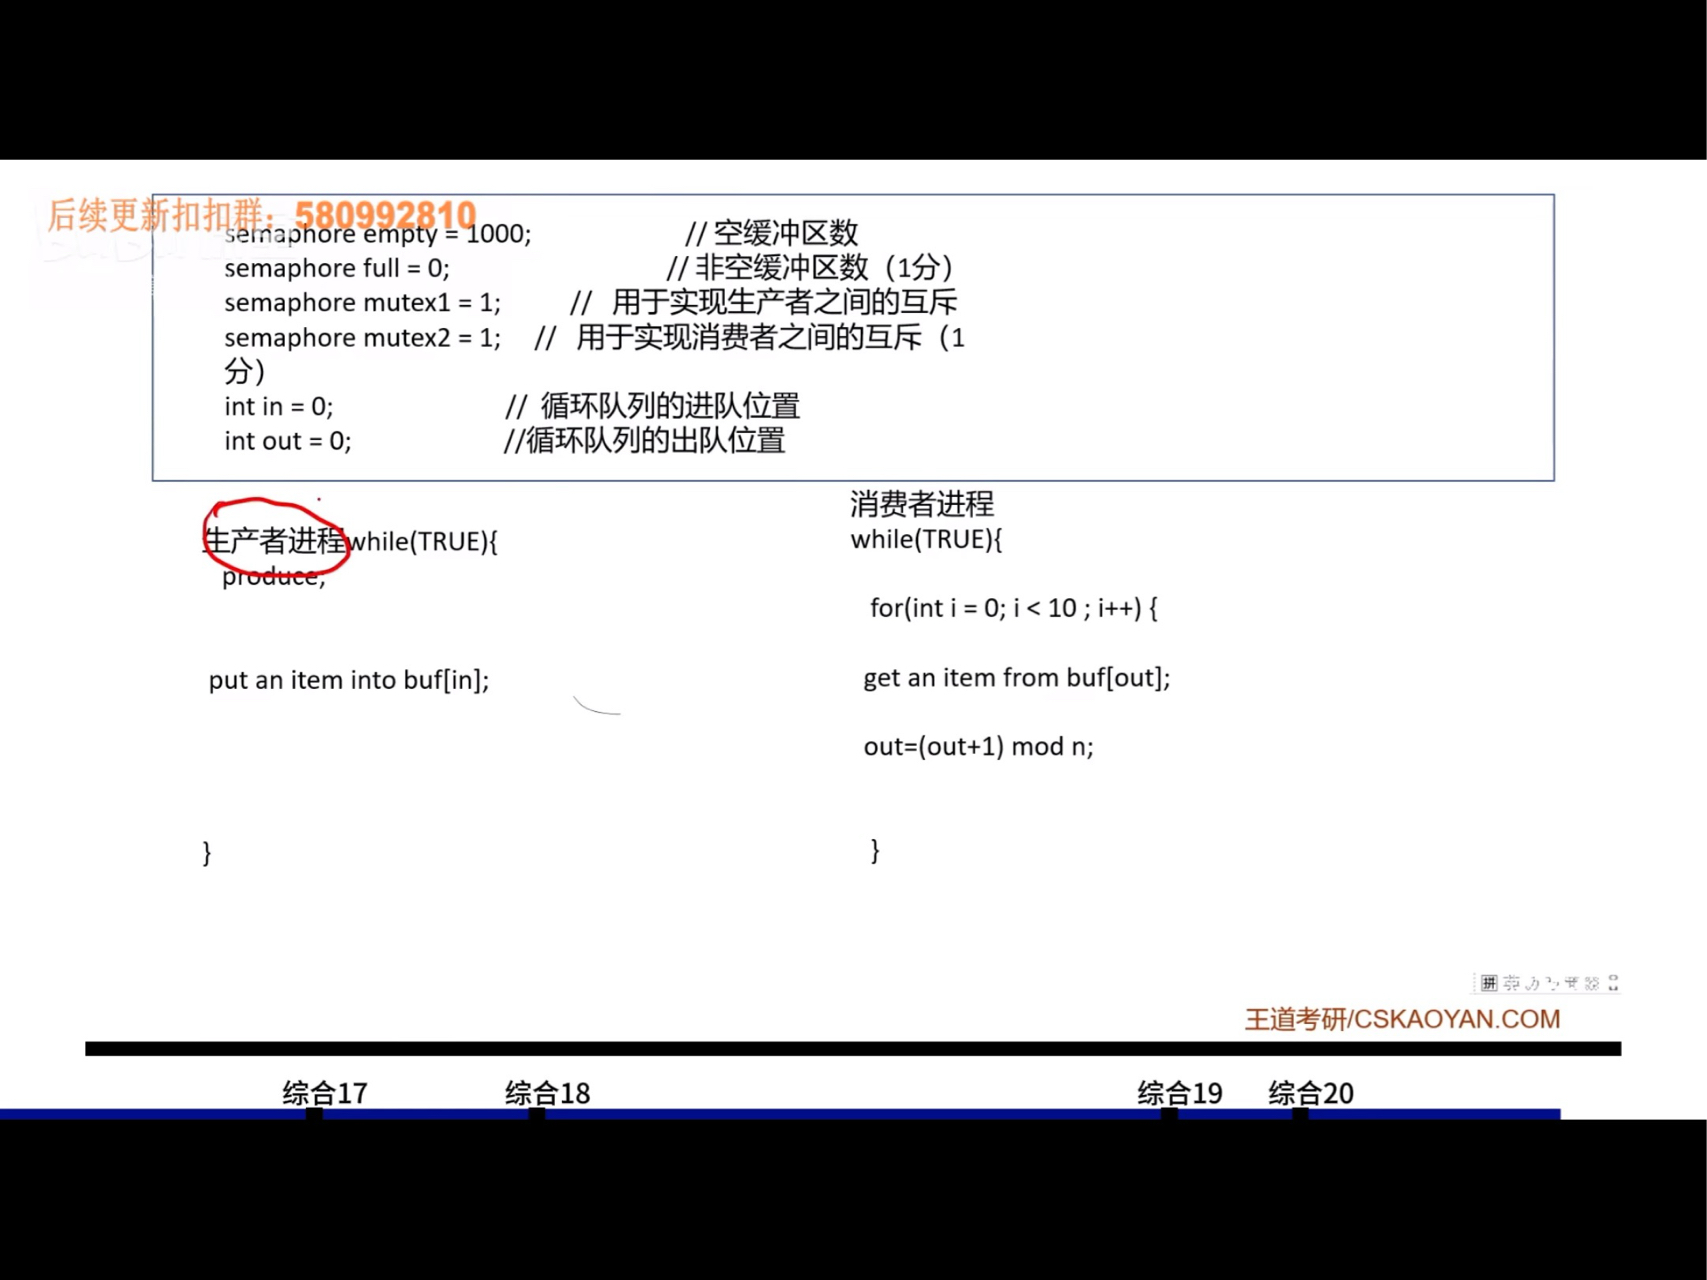 后续更新扣扣群：580992810
semaphore empty = 1000; // 空缓冲区数
semaphore full = 0; // 非空缓冲区数（1分）
semaphore mutex1 = 1; // 用于实现生产者之间的互斥
semaphore mutex2 = 1; // 用于实现消费者之间的互斥（1
分）
int in = 0; // 循环队列的进队位置
int out = 0; //循环队列的出队位置
生产者进程while(TRUE){
produce;
put an item into buf[in];
}
消费者进程
while(TRUE){
for(int i = 0; i < 10 ; i++) {
get an item from buf[out];
out=(out+1) mod n;
}
王道考研/CSKAOYAN.COM
综合17 综合18 综合19 综合20